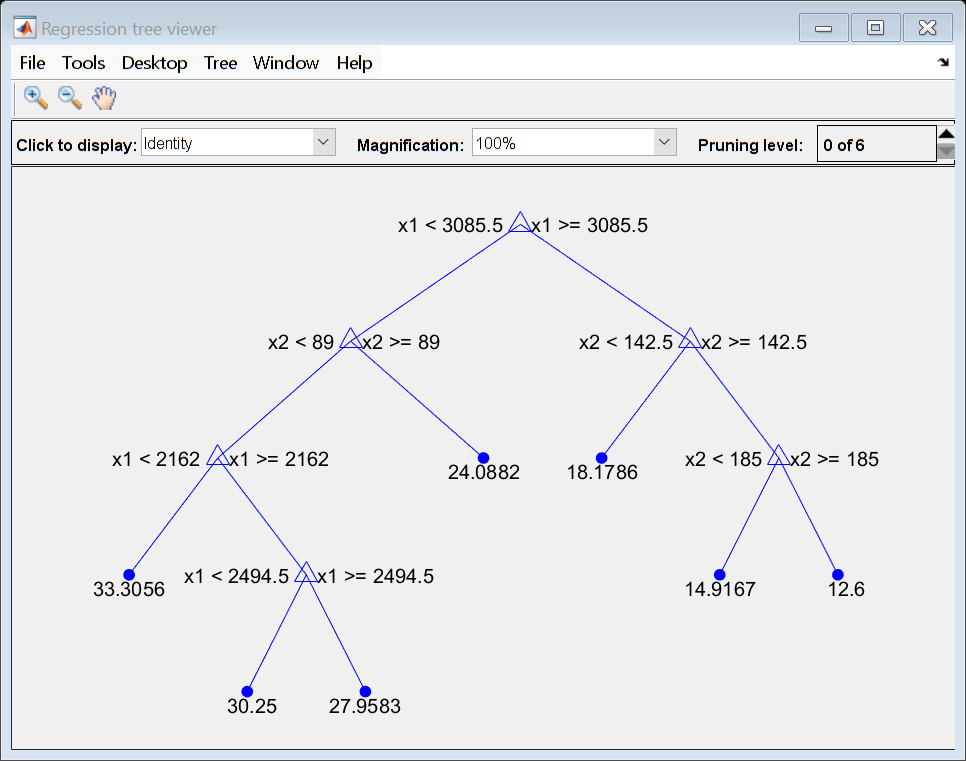 Regression tree viewer
File Tools Desktop Tree Window Help
Click to display: Identity Magnification: 100% Pruning level: 0 of 6
x1 < 3085.5 x1 >= 3085.5
x2 < 89 x2 >= 89 x2 < 142.5 x2 >= 142.5
x1 < 2162 x1 >= 2162 24.0882 18.1786 x2 < 185 x2 >= 185
33.3056 x1 < 2494.5 x1 >= 2494.5 14.9167 12.6
30.25 27.9583